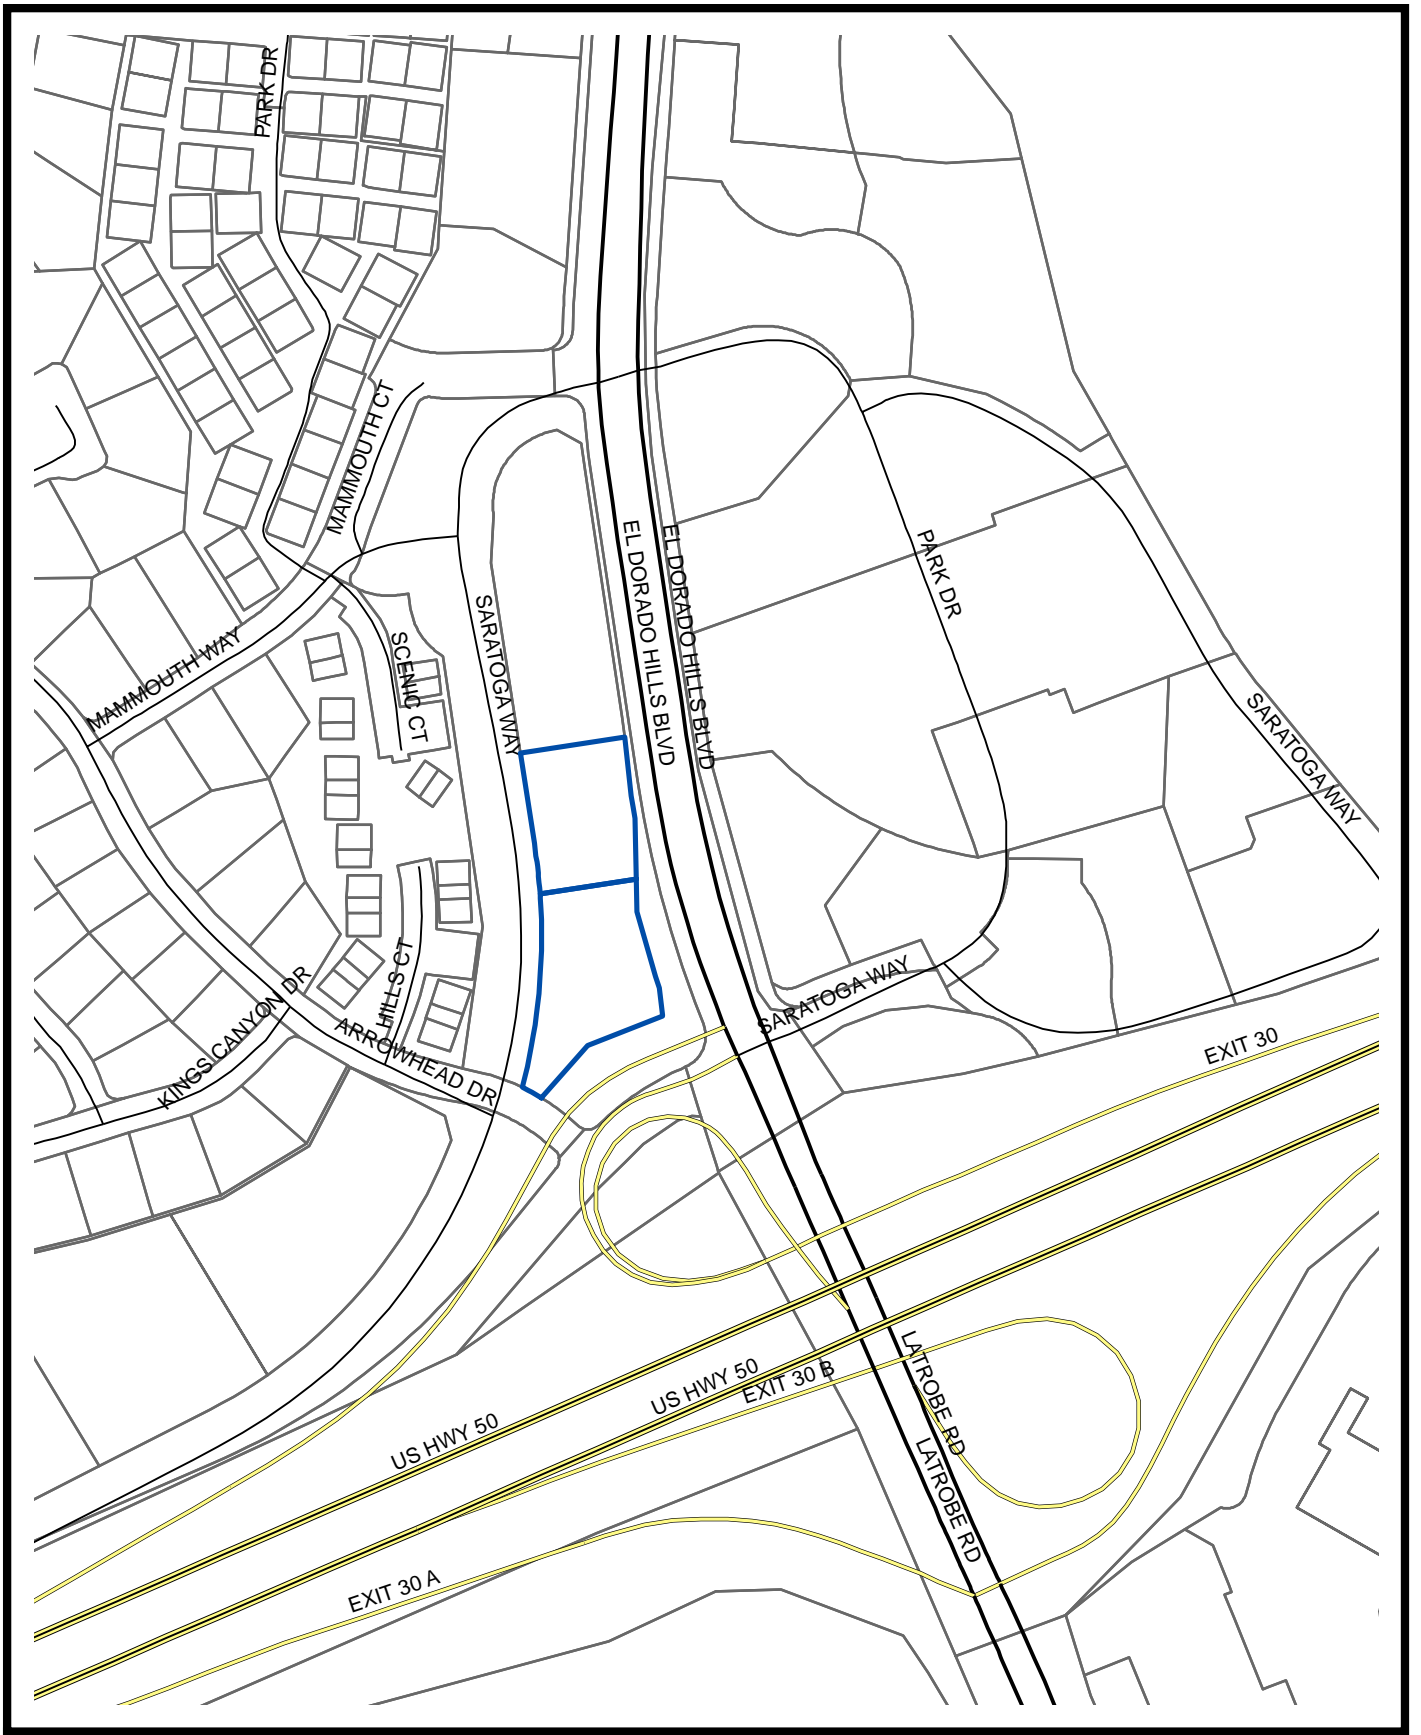 PARK DR
MAMMOUTH CT
EL DORADO HILLS BLVD
EL DORADO HILLS BLVD
PARK DR
SARATOGA WAY
SCENIC CT
MAMMOUTH WAY
SARATOGA WAY
HILLS CT
KINGS CANYON DR
ARROWHEAD DR
SARATOGA WAY
EXIT 30
LATROBE RD
US HWY 50
EXIT 30 B
US HWY 50
LATROBE RD
EXIT 30 A